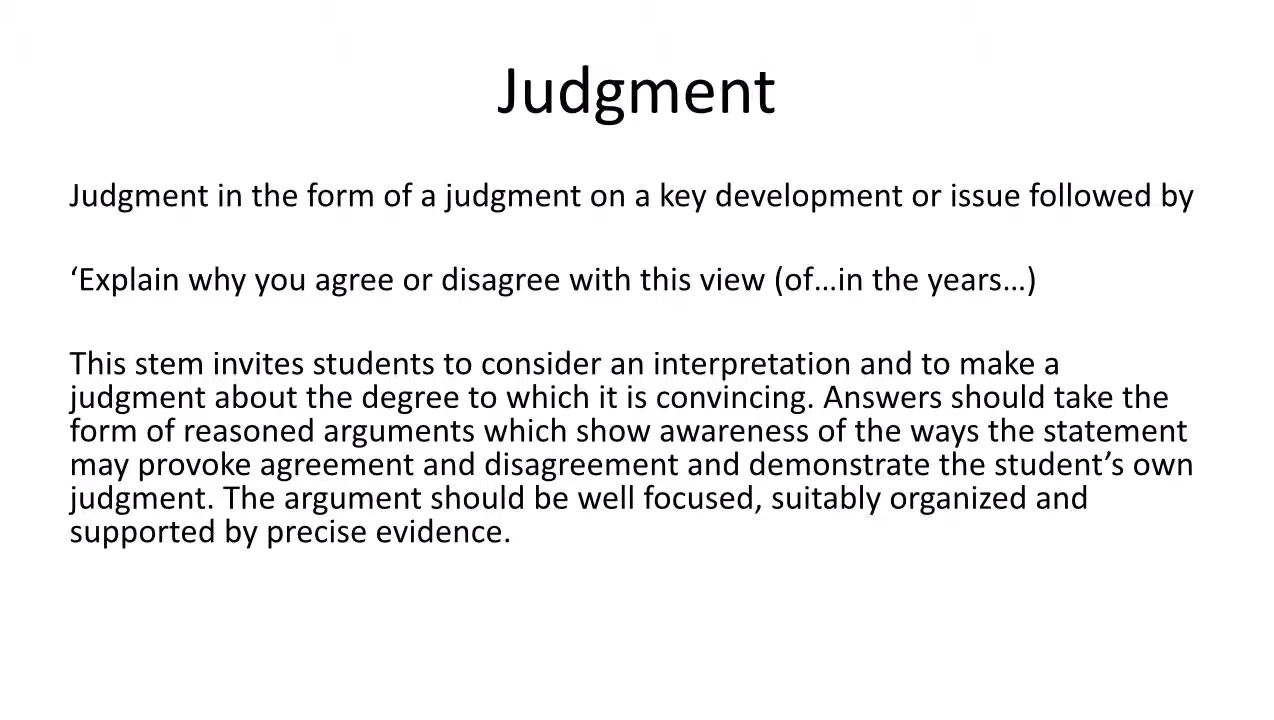 Judgment
Judgment in the form of a judgment on a key development or issue followed by
‘Explain why you agree or disagree with this view (of…in the years…)
This stem invites students to consider an interpretation and to make a
judgment about the degree to which it is convincing. Answers should take the
form of reasoned arguments which show awareness of the ways the statement
may provoke agreement and disagreement and demonstrate the student’s own
judgment. The argument should be well focused, suitably organized and
supported by precise evidence.